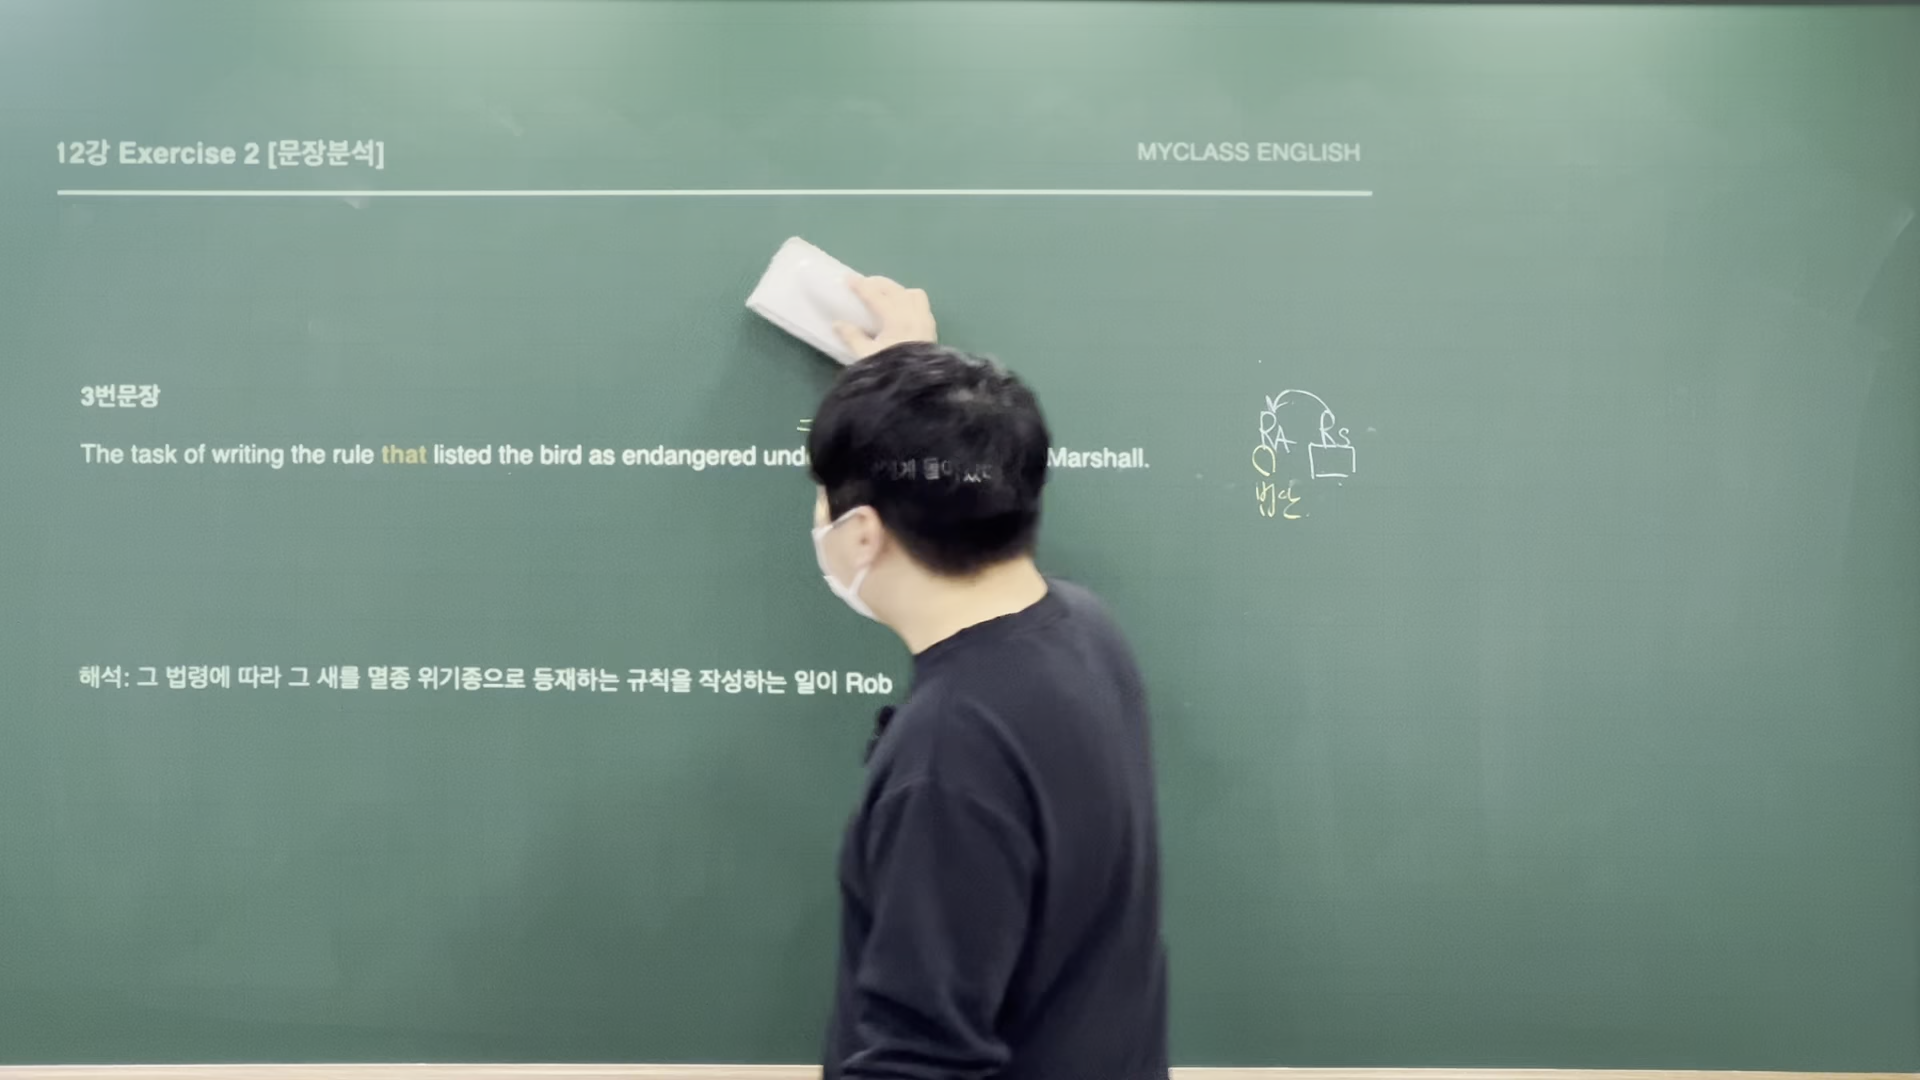 12강 Exercise 2 [문장분석]
MYCLASS ENGLISH
3번문장
The task of writing the rule that listed the bird as endangered Marshall.
RA Rs
법안
해석: 그 법령에 따라 그 새를 멸종 위기종으로 등재하는 규칙을 작성하는 일이 Rob